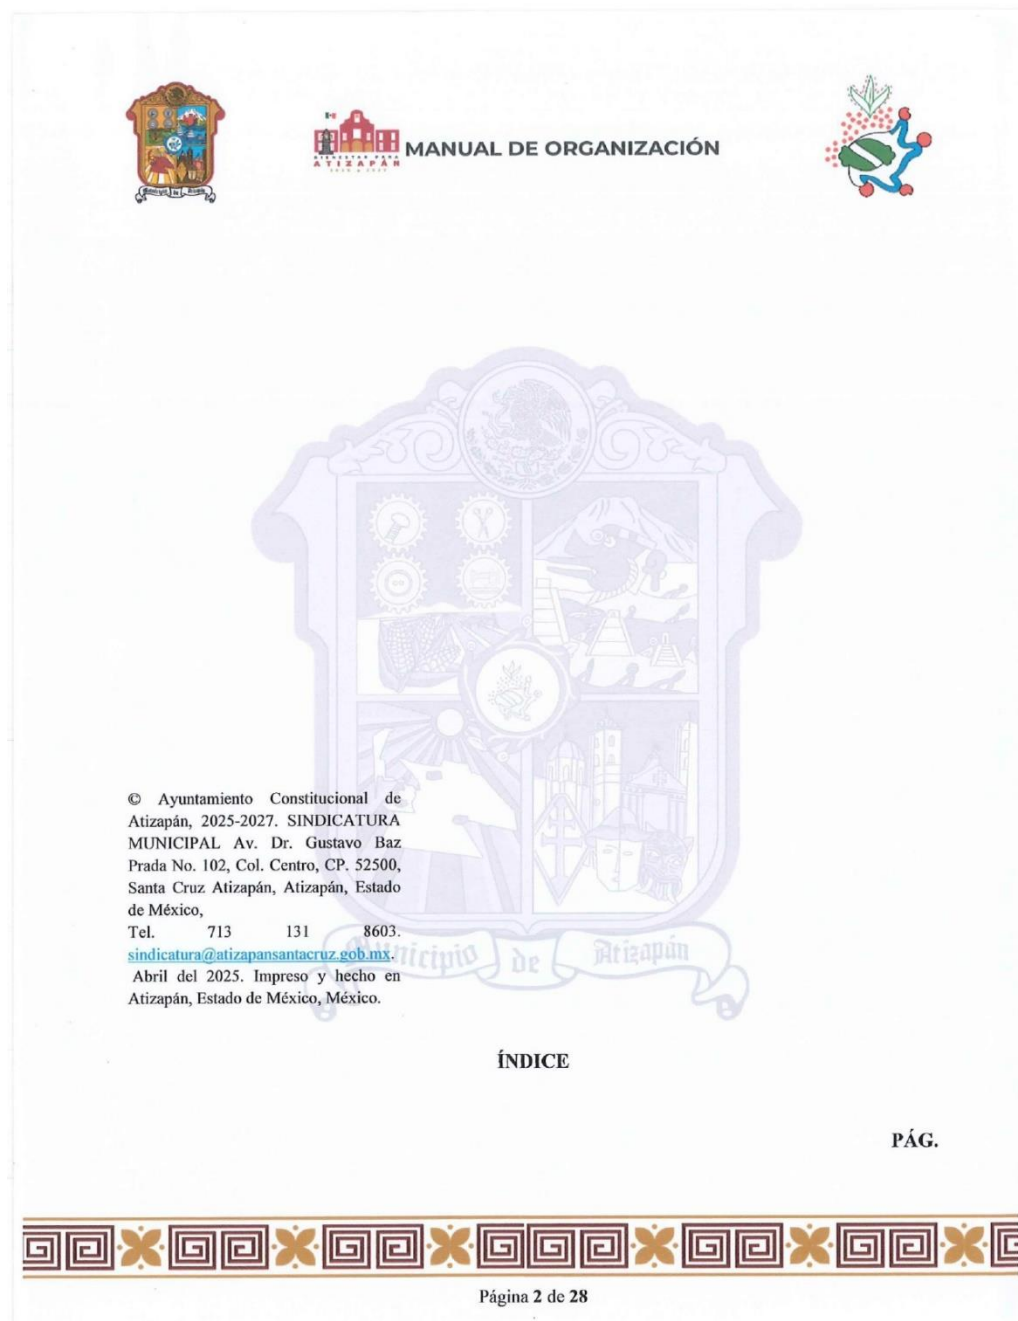 BIENESTAR PARA
ATIZAPÁN
MANUAL DE ORGANIZACIÓN
© Ayuntamiento Constitucional de
Atizapán, 2025-2027. SINDICATURA
MUNICIPAL Av. Dr. Gustavo Baz
Prada No. 102, Col. Centro, CP. 52500,
Santa Cruz Atizapán, Atizapán, Estado
de México,
Tel. 713 131 8603.
sindicatura@atizapansantacruz.gob.mx.
Abril del 2025. Impreso y hecho en
Atizapán, Estado de México, México.
Municipio de Atizapán
ÍNDICE
PÁG.
Página 2 de 28